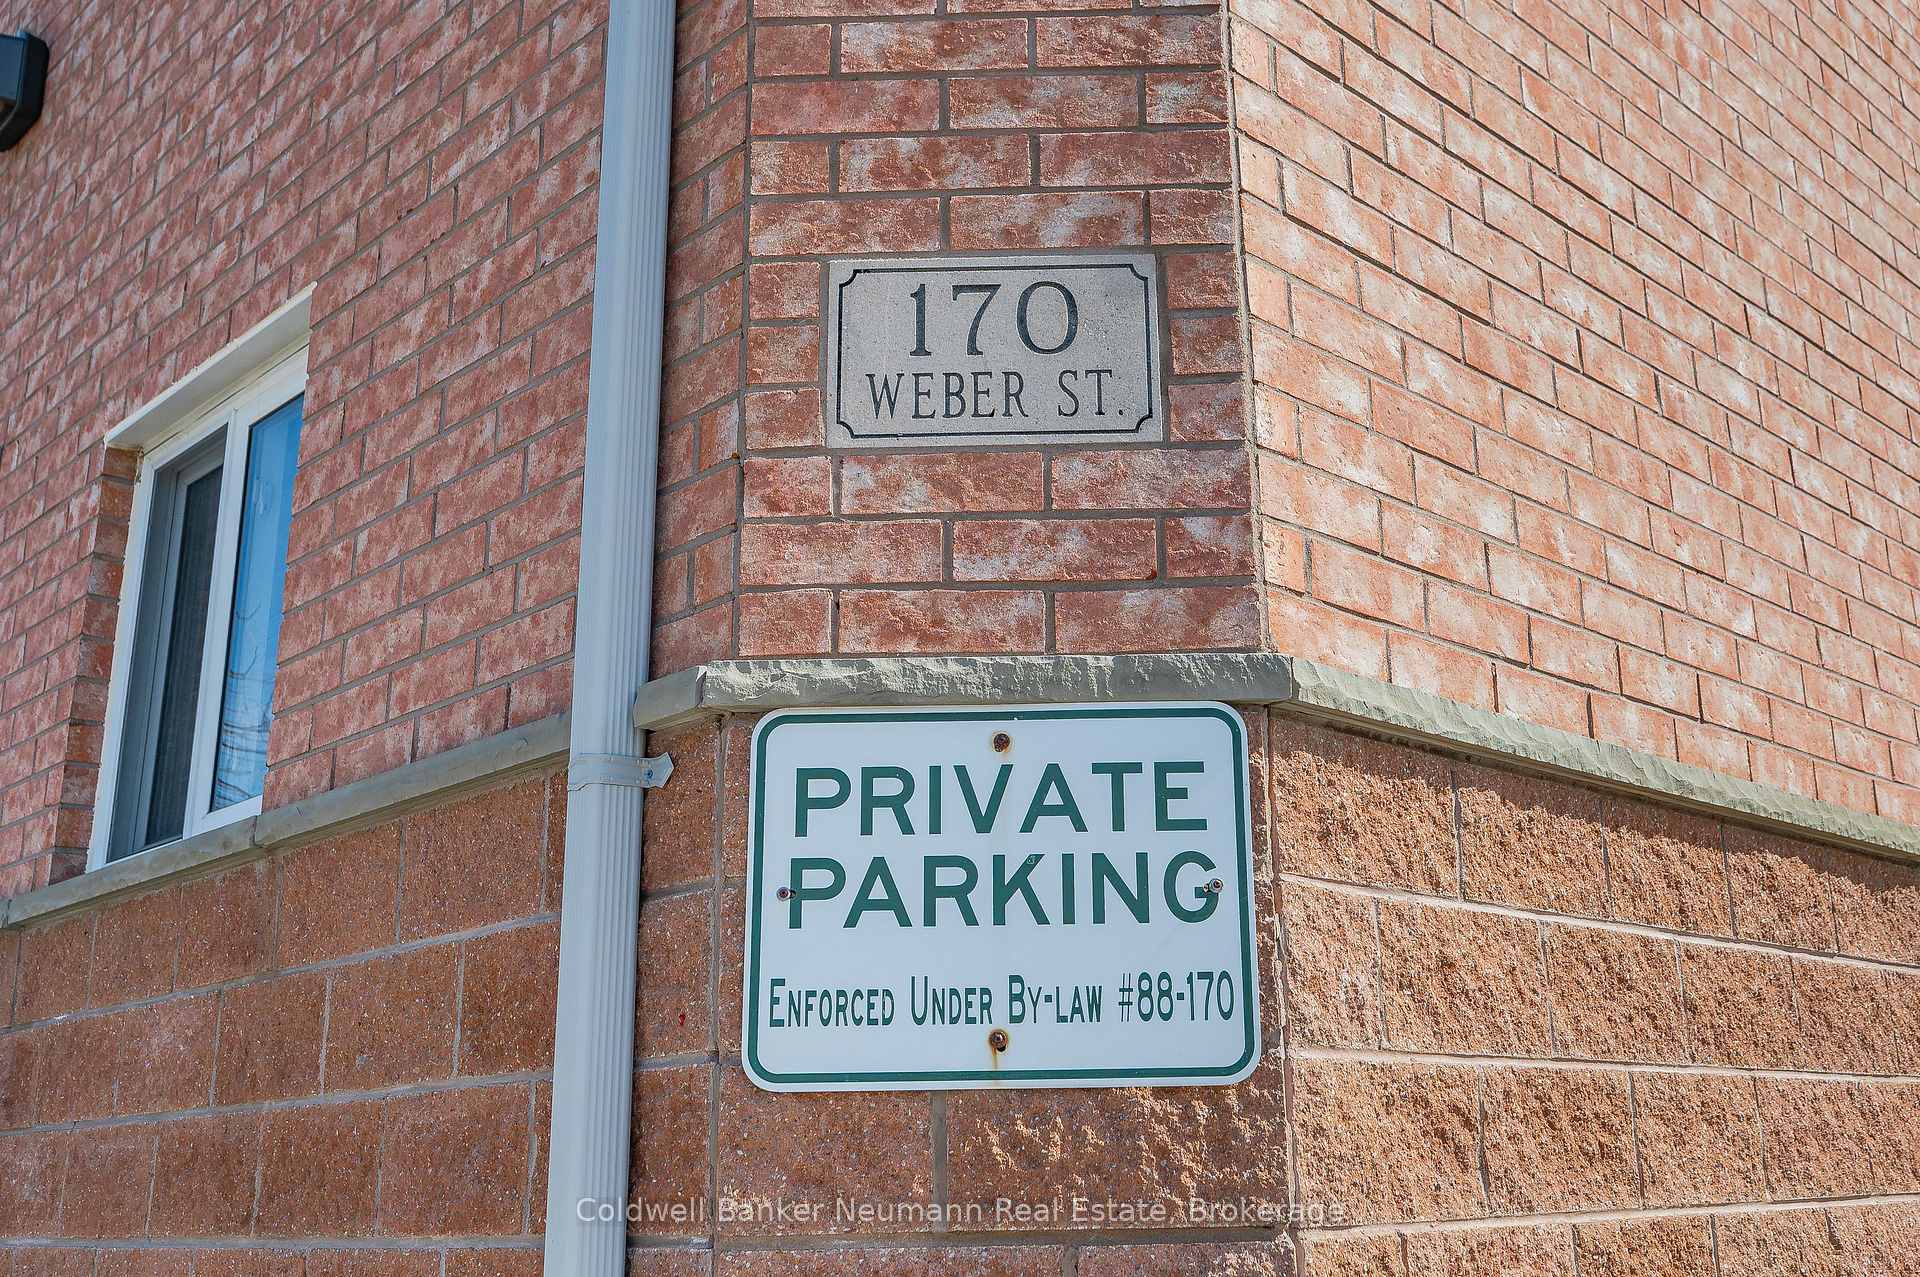 170
WEBER ST.
PRIVATE
PARKING
ENFORCED UNDER BY-LAW #88-170
Coldwell Banker Neumann Real Estate, Brokerage